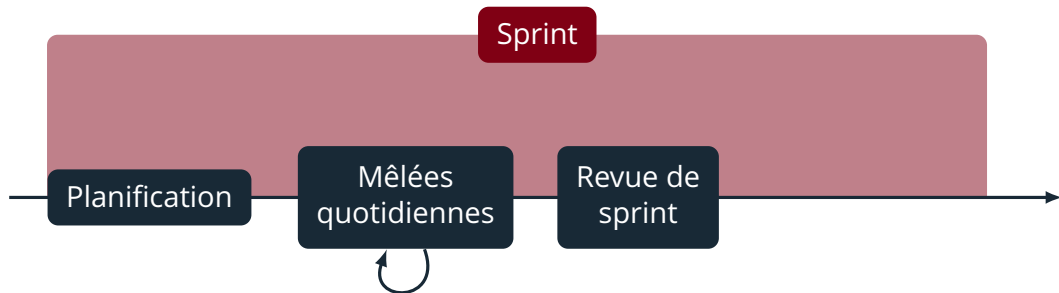 Sprint
Planification
Mêlées
quotidiennes
Revue de
sprint